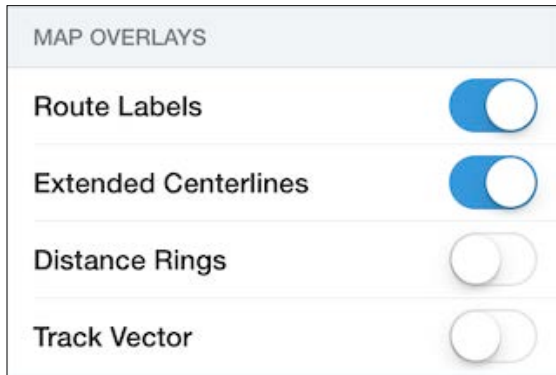 MAP OVERLAYS
Route Labels
Extended Centerlines
Distance Rings
Track Vector